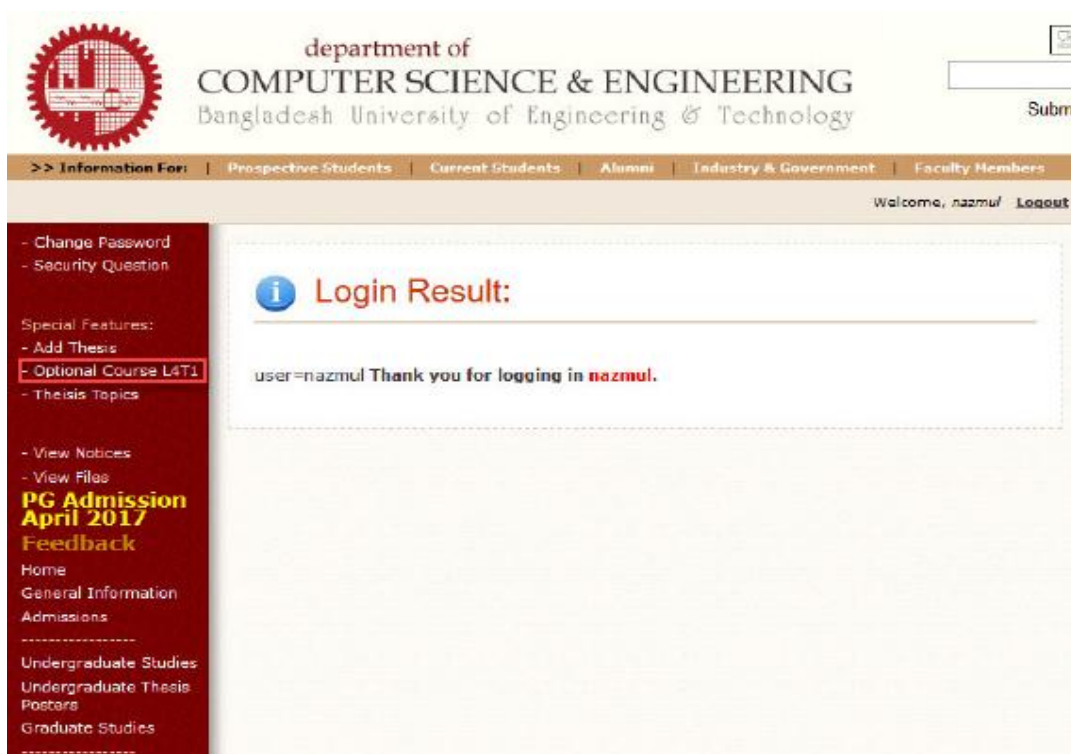 department of
COMPUTER SCIENCE & ENGINEERING
Bangladesh University of Engineering & Technology
>> Information For: | Prospective Students | Current Students | Alumni | Industry & Government | Faculty Members
Welcome, nazmul Logout
- Change Password
- Security Question
Special Features:
- Add Thesis
- Optional Course L4T1
- Theisis Topics
- View Notices
- View Files
PG Admission
April 2017
Feedback
Home
General Information
Admissions
-----------------
Undergraduate Studies
Undergraduate Thesis
Posters
Graduate Studies
-----------------
Login Result:
user=nazmul Thank you for logging in nazmul.